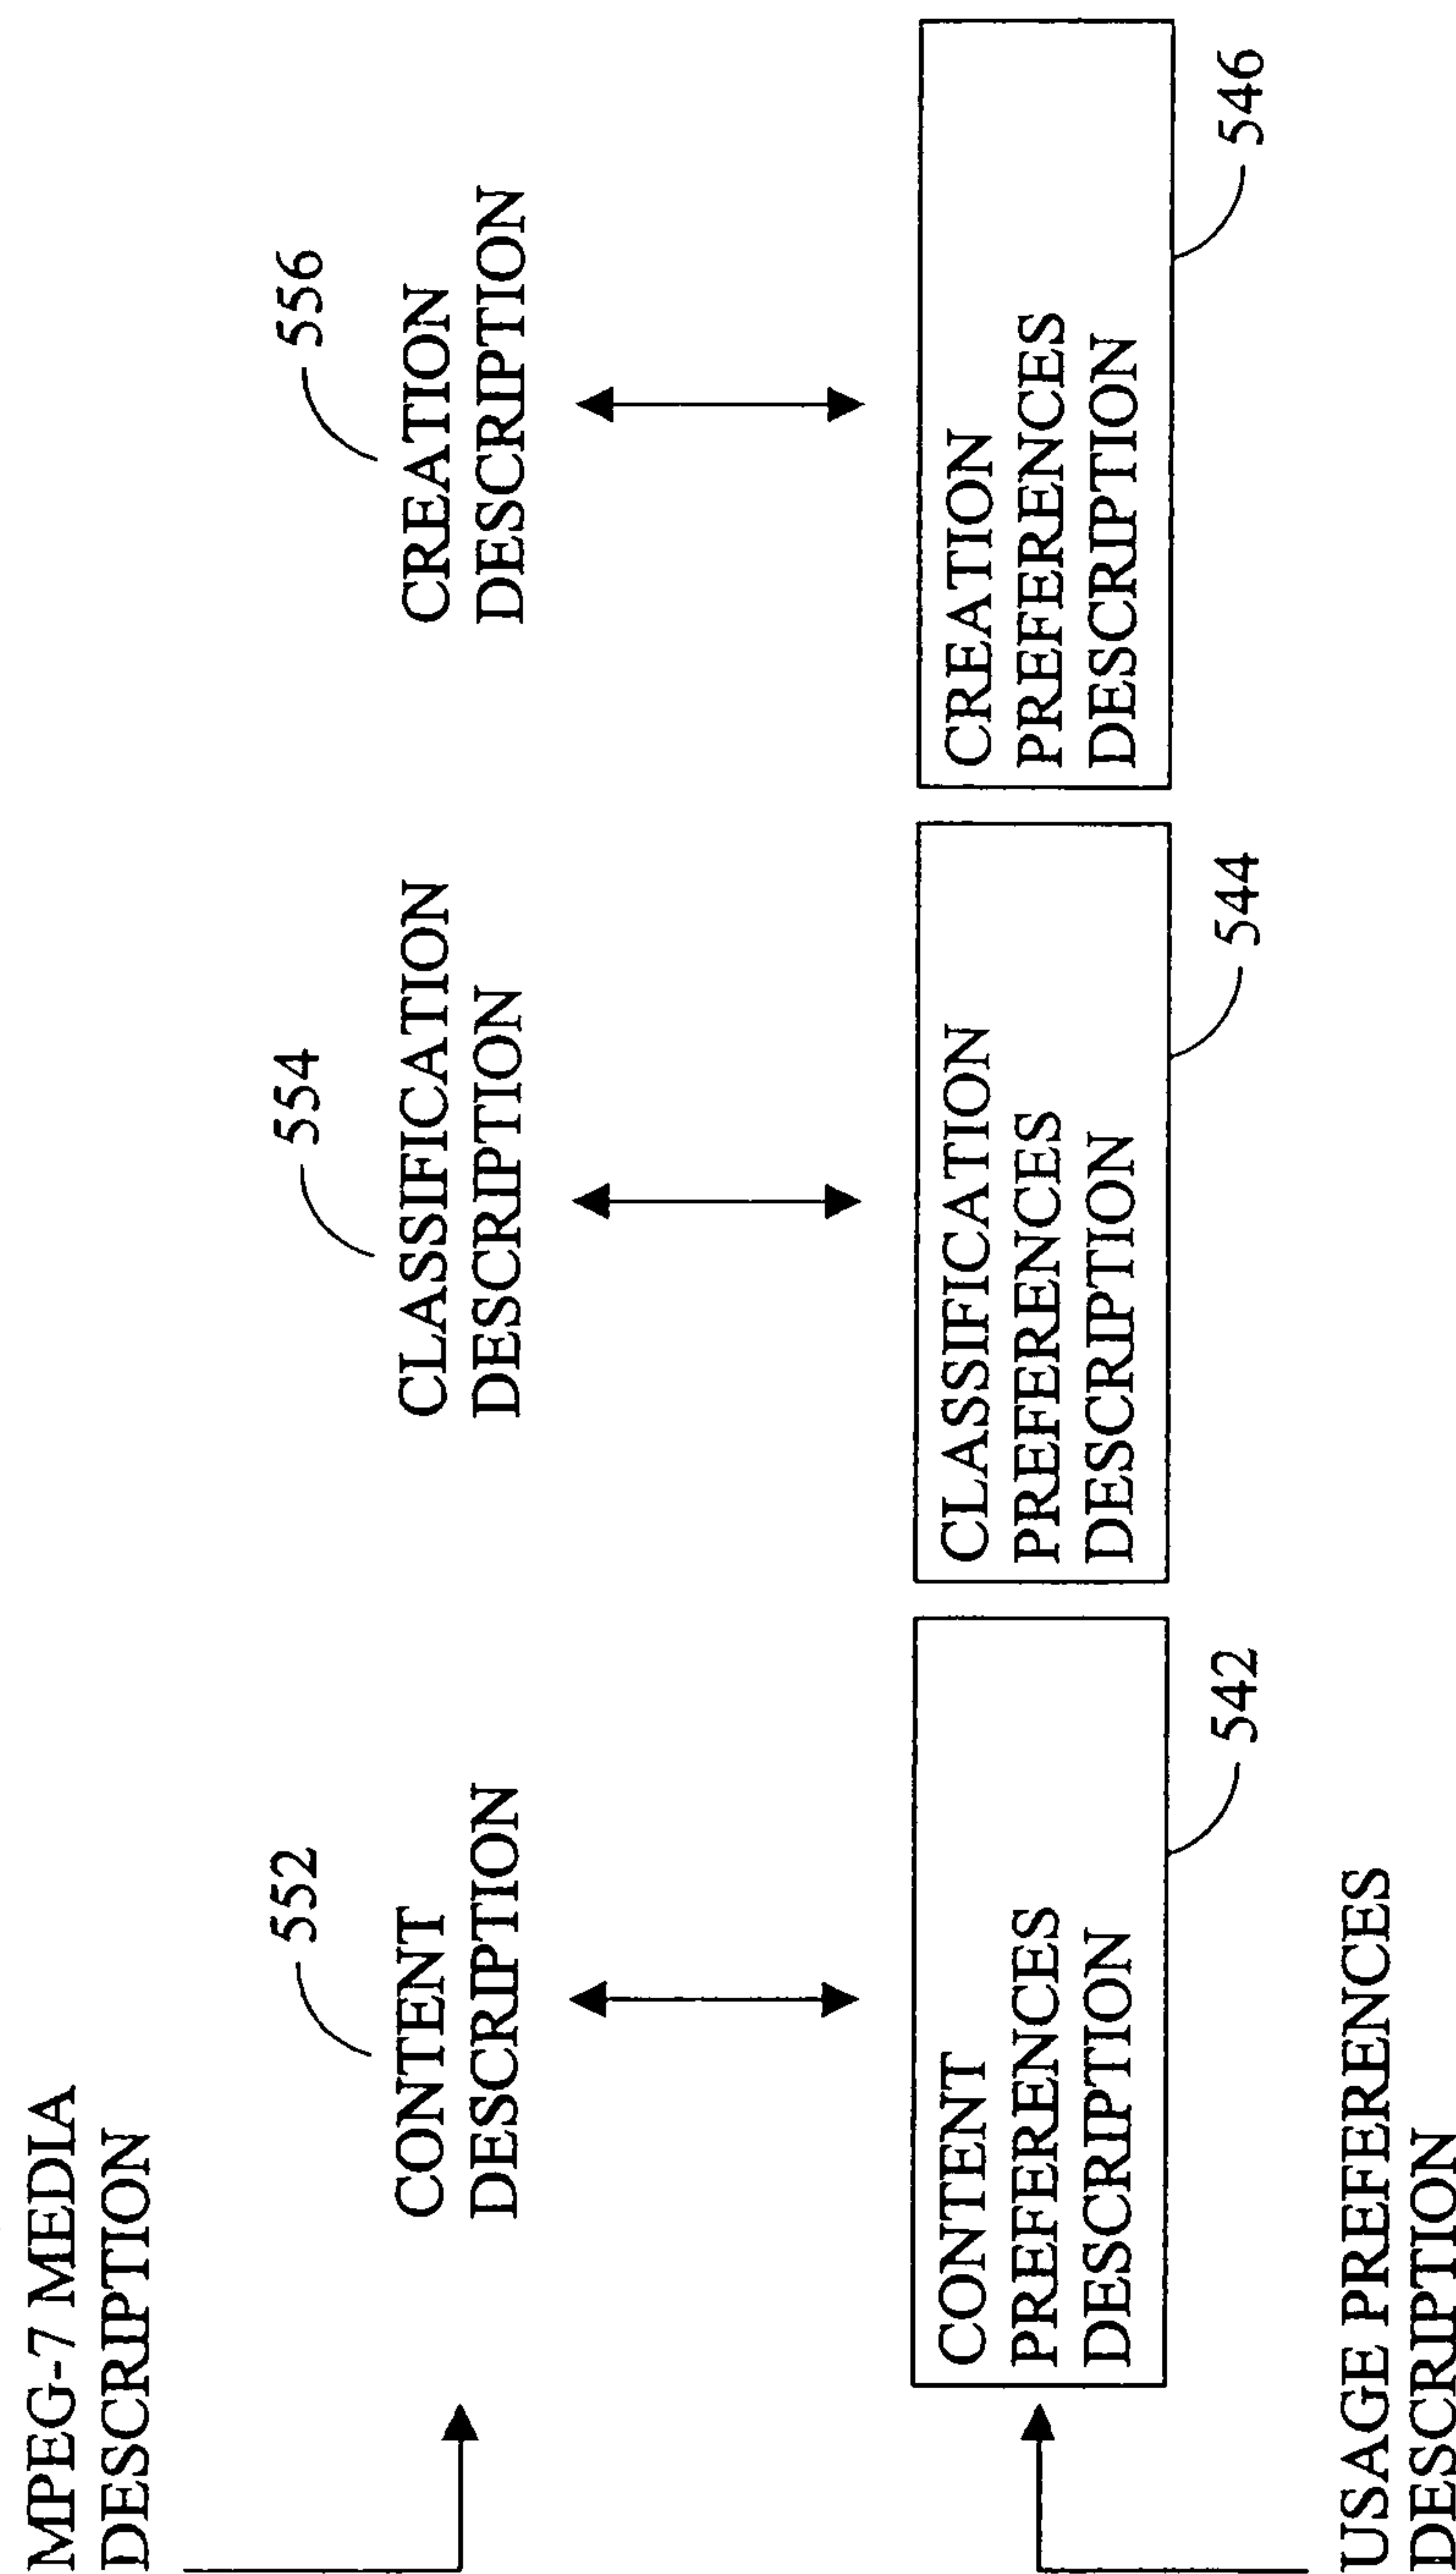 MPEG-7 MEDIA
DESCRIPTION
552
CONTENT
DESCRIPTION
554
CLASSIFICATION
DESCRIPTION
556
CREATION
DESCRIPTION
CONTENT
PREFERENCES
DESCRIPTION
542
CLASSIFICATION
PREFERENCES
DESCRIPTION
544
CREATION
PREFERENCES
DESCRIPTION
546
USAGE PREFERENCES
DESCRIPTION